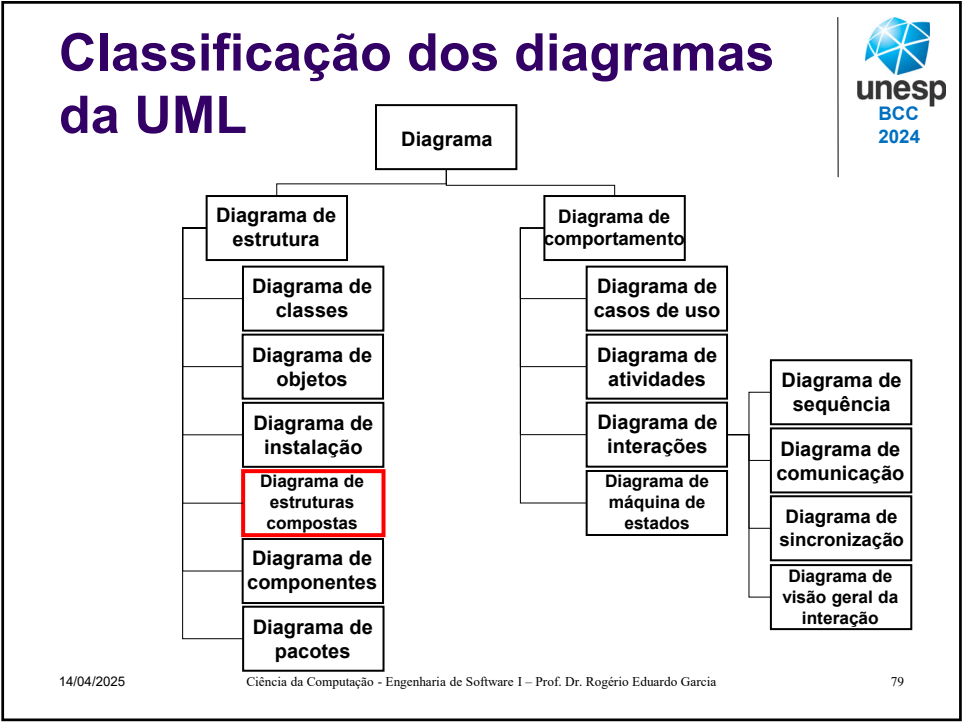 Classificação dos diagramas
da UML
unesp
BCC
2024
Diagrama
Diagrama de
estrutura
Diagrama de
classes
Diagrama de
objetos
Diagrama de
instalação
Diagrama de
estruturas
compostas
Diagrama de
componentes
Diagrama de
pacotes
Diagrama de
comportamento
Diagrama de
casos de uso
Diagrama de
atividades
Diagrama de
interações
Diagrama de
máquina de
estados
Diagrama de
sequência
Diagrama de
comunicação
Diagrama de
sincronização
Diagrama de
visão geral da
interação
14/04/2025
Ciência da Computação - Engenharia de Software I – Prof. Dr. Rogério Eduardo Garcia
79